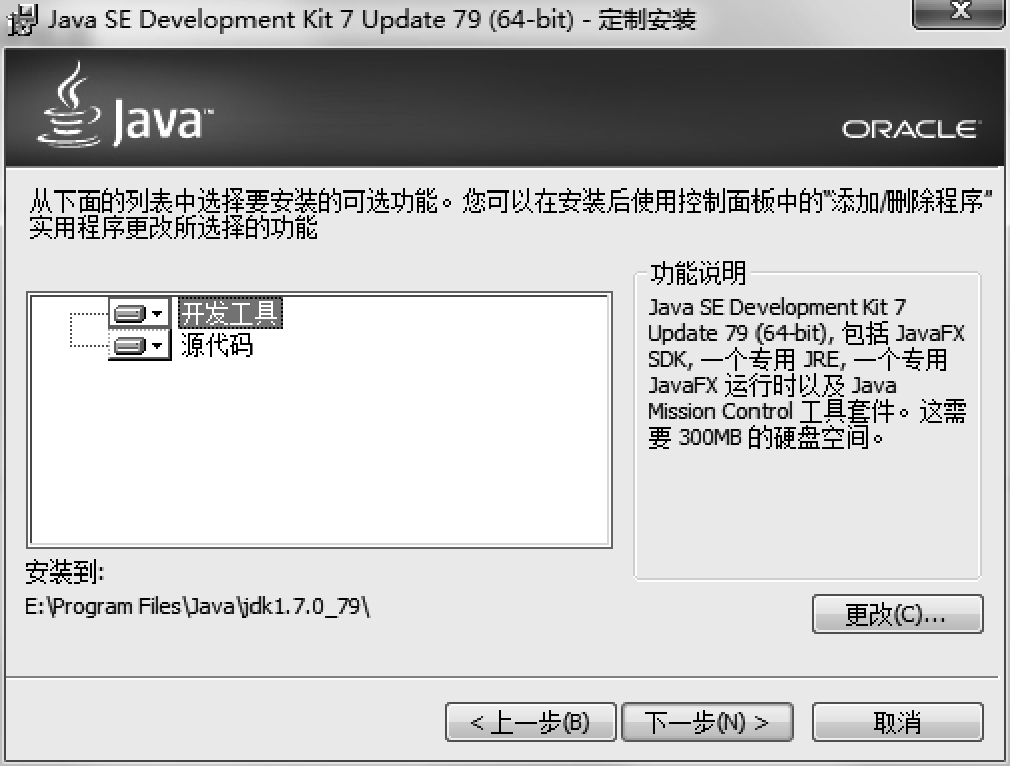 Java SE Development Kit 7 Update 79 (64-bit) - 定制安装
Java™
ORACLE
从下面的列表中选择要安装的可选功能。您可以在安装后使用控制面板中的“添加/删除程序”
实用程序更改所选择的功能
开发工具
源代码
功能说明
Java SE Development Kit 7
Update 79 (64-bit), 包括 JavaFX
SDK, 一个专用 JRE, 一个专用
JavaFX 运行时以及 Java
Mission Control 工具套件。这需
要 300MB 的硬盘空间。
安装到:
E:\Program Files\Java\jdk1.7.0_79\
更改(C)...
< 上一步(B)
下一步(N) >
取消